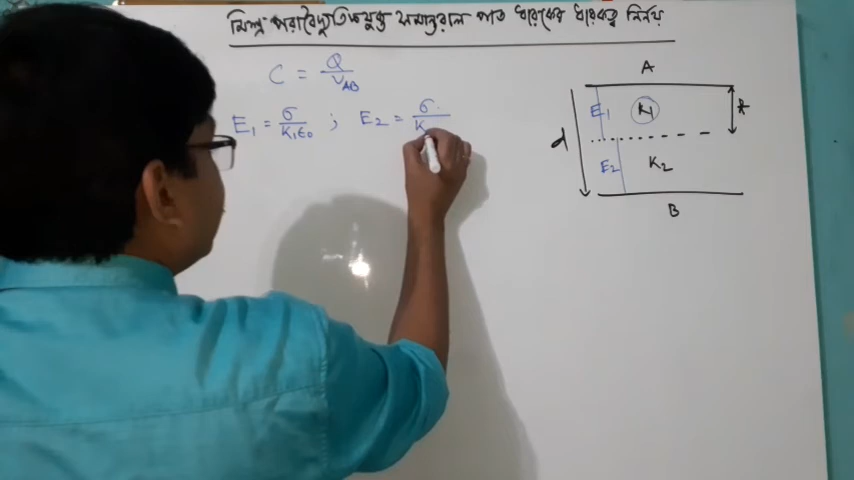 মিশ্র পরাবৈদ্যুতিকযুক্ত সমান্তরাল পাত ধারকের ধারকত্ব নির্ণয়
C = Q / V_AB
E₁ = σ / K₁ε₀ ; E₂ = σ / K
A
E₁ K₁ t
d
E₂ K₂
B